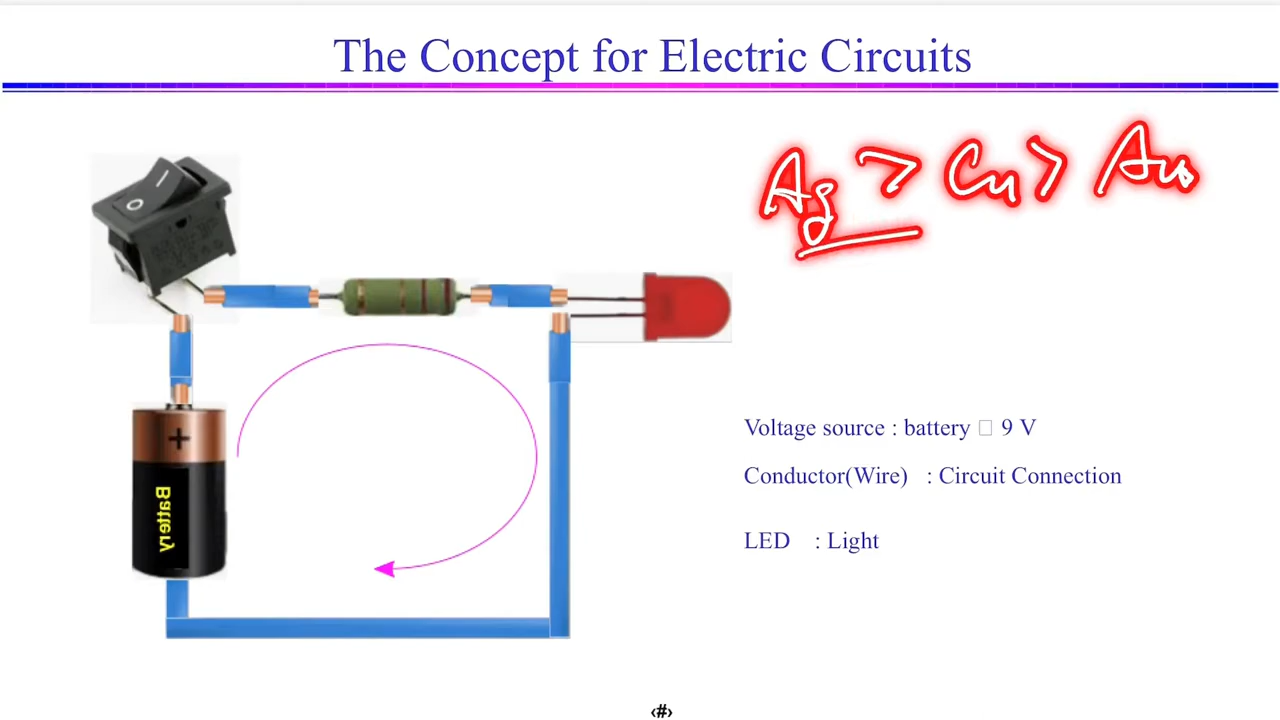 The Concept for Electric Circuits
Ag > Cu > Au
Battery
Voltage source : battery □ 9 V
Conductor(Wire) : Circuit Connection
LED : Light
‹#›